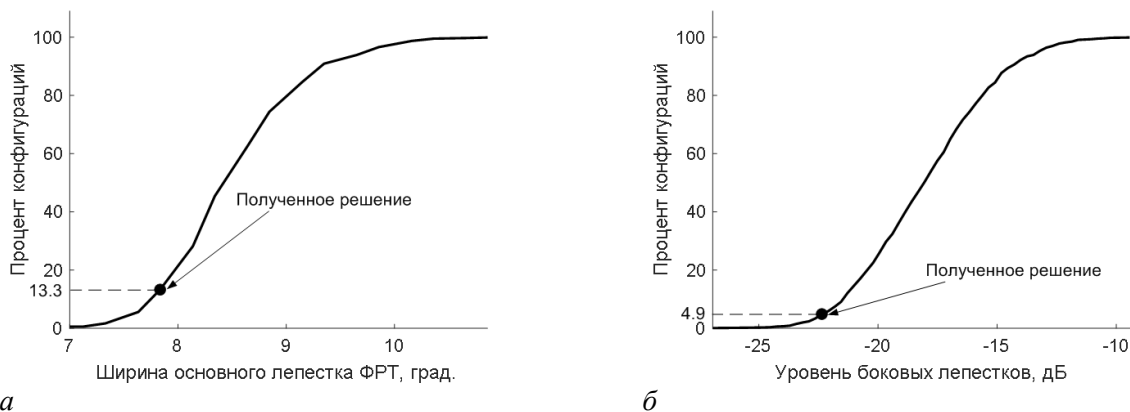 100
80
60
40
20
13.3
0
Процент конфигураций
Полученное решение
7 8 9 10
Ширина основного лепестка ФРТ, град.
а
100
80
60
40
20
4.9
0
Процент конфигураций
Полученное решение
-25 -20 -15 -10
Уровень боковых лепестков, дБ
б